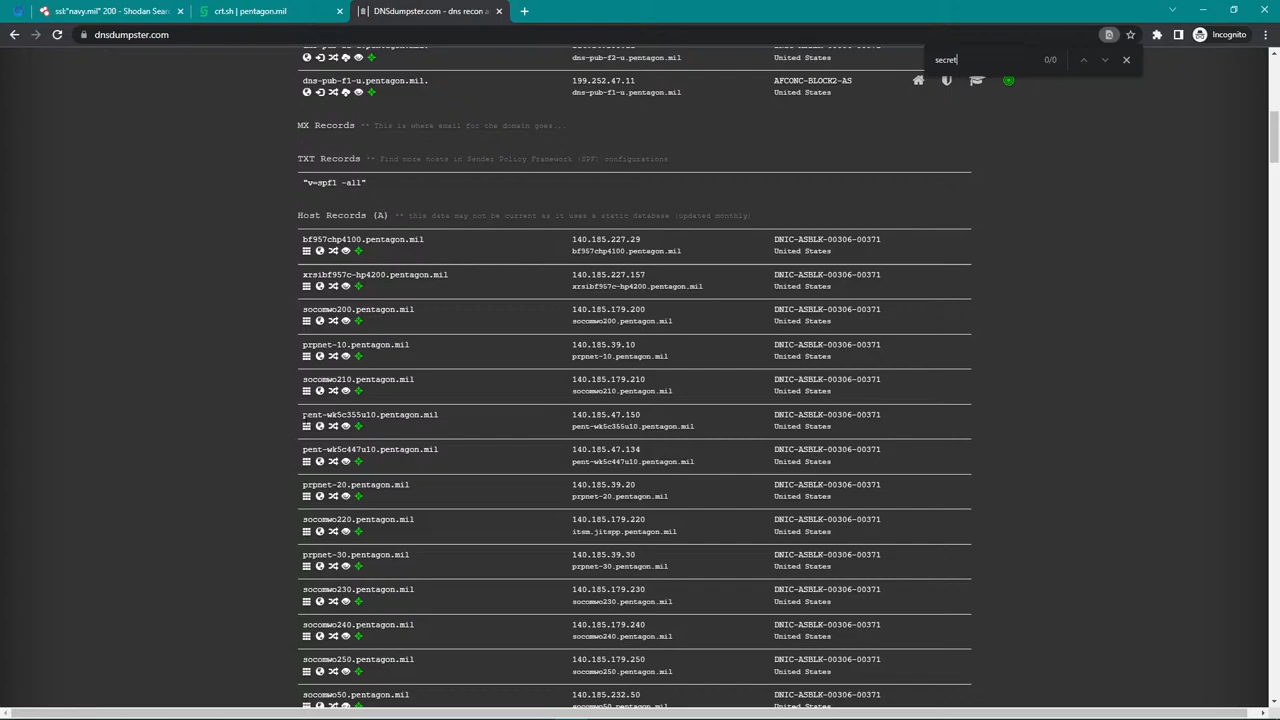 ssl:"navy.mil" 200 - Shodan Sear
crt.sh | pentagon.mil
DNSdumpster.com - dns recon a
dnsdumpster.com
Incognito
secret
0/0
dns-pub-f2-u.pentagon.mil. United States
dns-pub-f1-u.pentagon.mil. 199.252.47.11 AFCONC-BLOCK2-AS
dns-pub-f1-u.pentagon.mil United States
MX Records ** This is where email for the domain goes...
TXT Records ** Find more hosts in Sender Policy Framework (SPF) configurations
"v=spf1 -all"
Host Records (A) ** this data may not be current as it uses a static database (updated monthly)
bf957chp4100.pentagon.mil 140.185.227.29 DNIC-ASBLK-00306-00371
bf957chp4100.pentagon.mil United States
xrsibf957c-hp4200.pentagon.mil 140.185.227.157 DNIC-ASBLK-00306-00371
xrsibf957c-hp4200.pentagon.mil United States
socomwo200.pentagon.mil 140.185.179.200 DNIC-ASBLK-00306-00371
socomwo200.pentagon.mil United States
prpnet-10.pentagon.mil 140.185.39.10 DNIC-ASBLK-00306-00371
prpnet-10.pentagon.mil United States
socomwo210.pentagon.mil 140.185.179.210 DNIC-ASBLK-00306-00371
socomwo210.pentagon.mil United States
pent-wk5c355u10.pentagon.mil 140.185.47.150 DNIC-ASBLK-00306-00371
pent-wk5c355u10.pentagon.mil United States
pent-wk5c447u10.pentagon.mil 140.185.47.134 DNIC-ASBLK-00306-00371
pent-wk5c447u10.pentagon.mil United States
prpnet-20.pentagon.mil 140.185.39.20 DNIC-ASBLK-00306-00371
prpnet-20.pentagon.mil United States
socomwo220.pentagon.mil 140.185.179.220 DNIC-ASBLK-00306-00371
itsm.jitspp.pentagon.mil United States
prpnet-30.pentagon.mil 140.185.39.30 DNIC-ASBLK-00306-00371
prpnet-30.pentagon.mil United States
socomwo230.pentagon.mil 140.185.179.230 DNIC-ASBLK-00306-00371
socomwo230.pentagon.mil United States
socomwo240.pentagon.mil 140.185.179.240 DNIC-ASBLK-00306-00371
socomwo240.pentagon.mil United States
socomwo250.pentagon.mil 140.185.179.250 DNIC-ASBLK-00306-00371
socomwo250.pentagon.mil United States
socomwo50.pentagon.mil 140.185.232.50 DNIC-ASBLK-00306-00371
socomwo50.pentagon.mil United States